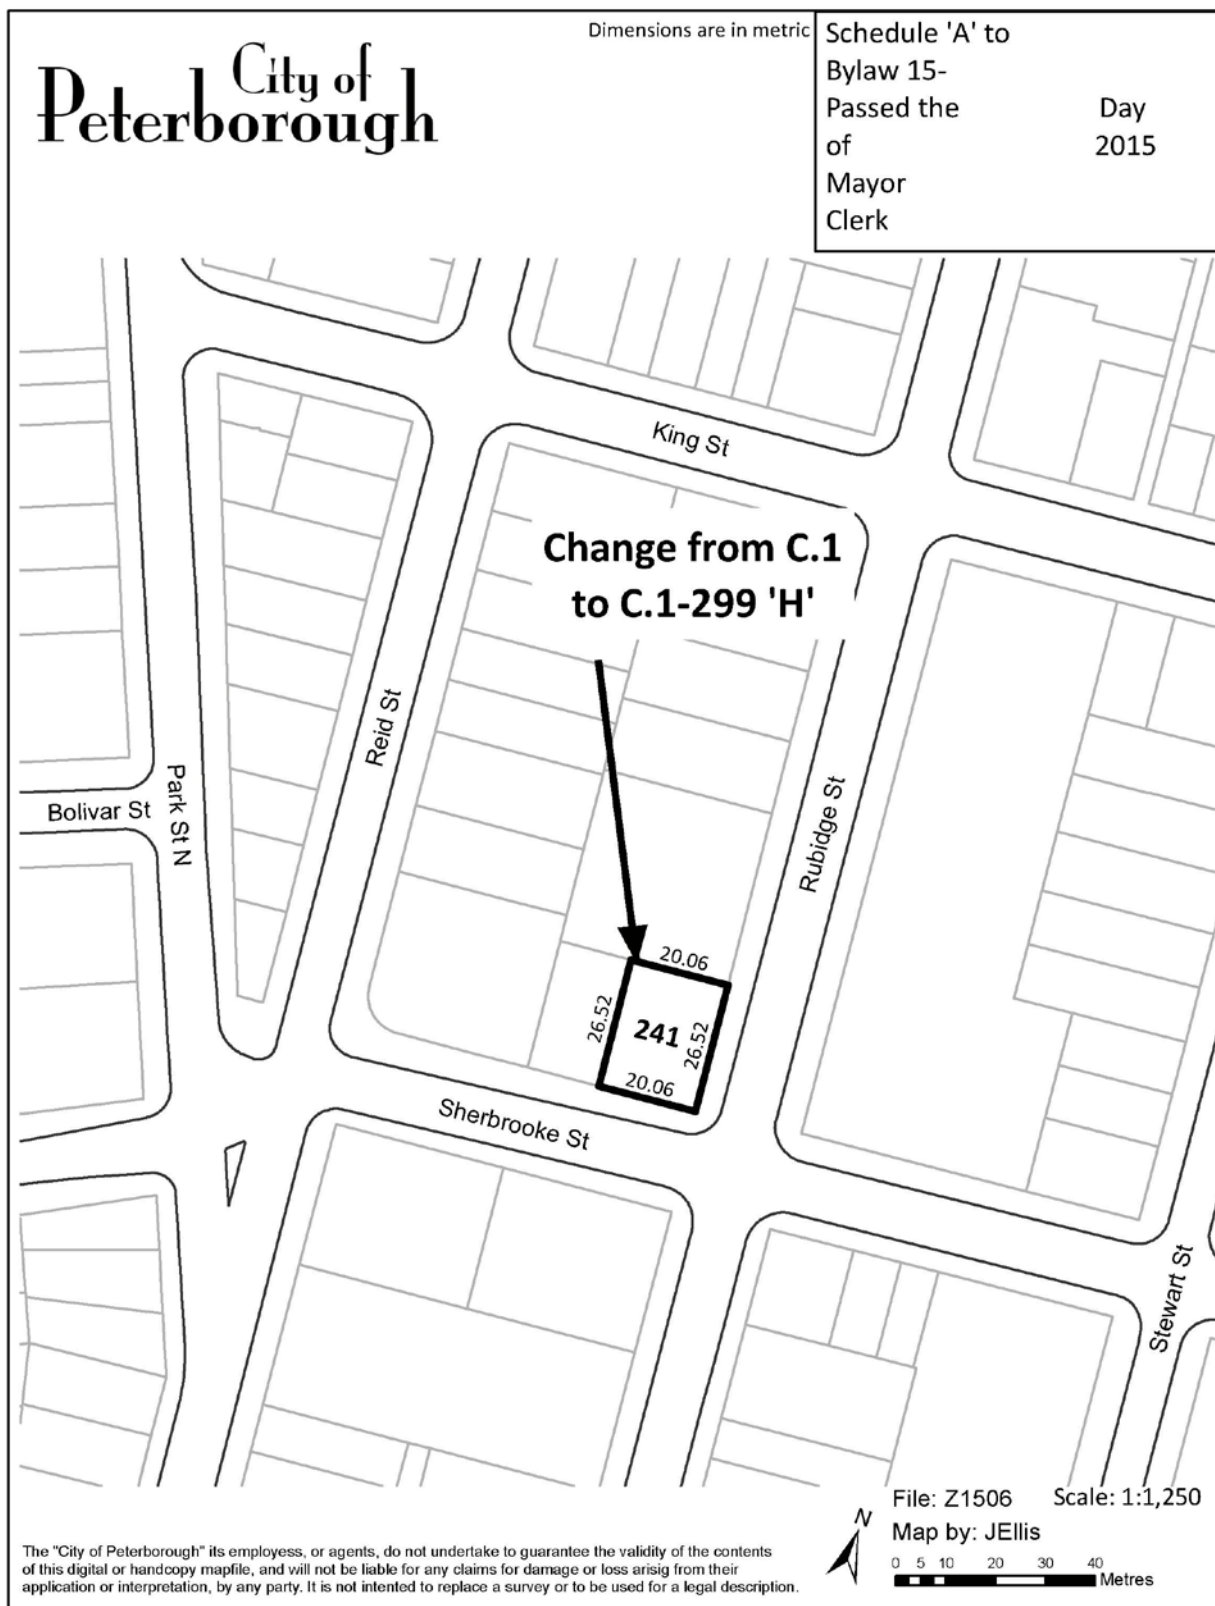 City of
Peterborough
Dimensions are in metric
Schedule 'A' to
Bylaw 15-
Passed the Day
of 2015
Mayor
Clerk
King St
Change from C.1
to C.1-299 'H'
Reid St
Park St N
Bolivar St
Rubidge St
20.06
26.52
241
26.52
20.06
Sherbrooke St
Stewart St
File: Z1506 Scale: 1:1,250
Map by: JEllis
N
0 5 10 20 30 40
Metres
The "City of Peterborough" its employess, or agents, do not undertake to guarantee the validity of the contents
of this digital or handcopy mapfile, and will not be liable for any claims for damage or loss arisig from their
application or interpretation, by any party. It is not intended to replace a survey or to be used for a legal description.